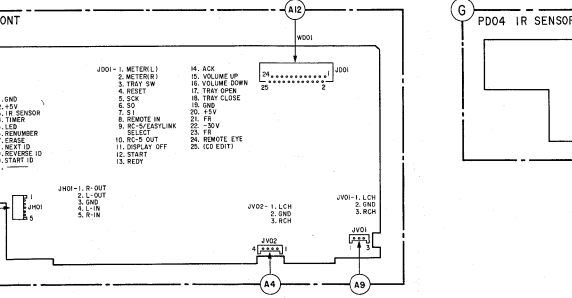 ONT
A12
WD01
G
PD04 IR SENSOR
JD01-1. METER(L)
2. METER(R)
3. TRAY SW
4. RESET
5. SCK
6. SO
7. SI
8. REMOTE IN
9. RC-5/EASYLINK
SELECT
10. RC-5 OUT
11. DISPLAY OFF
12. START
13. REDY
14. ACK
15. VOLUME UP
16. VOLUME DOWN
17. TRAY OPEN
18. TRAY CLOSE
19. GND
20. +5V
21. FR
22. -30V
23. FR
24. REMOTE EYE
25. (CD EDIT)
24 1
25 2
JD01
.GND
.+5V
.IR SENSOR
.TIMER
.LED
.RENUMBER
.ERASE
.NEXT ID
.REVERSE ID
.START ID
JH01-1. R-OUT
2. L-OUT
3. GND
4. L-IN
5. R-IN
1
JH01
5
JV02-1. LCH
2. GND
3. RCH
JV01-1. LCH
2. GND
3. RCH
JV02
4 1
JV01
1 3
A4
A9